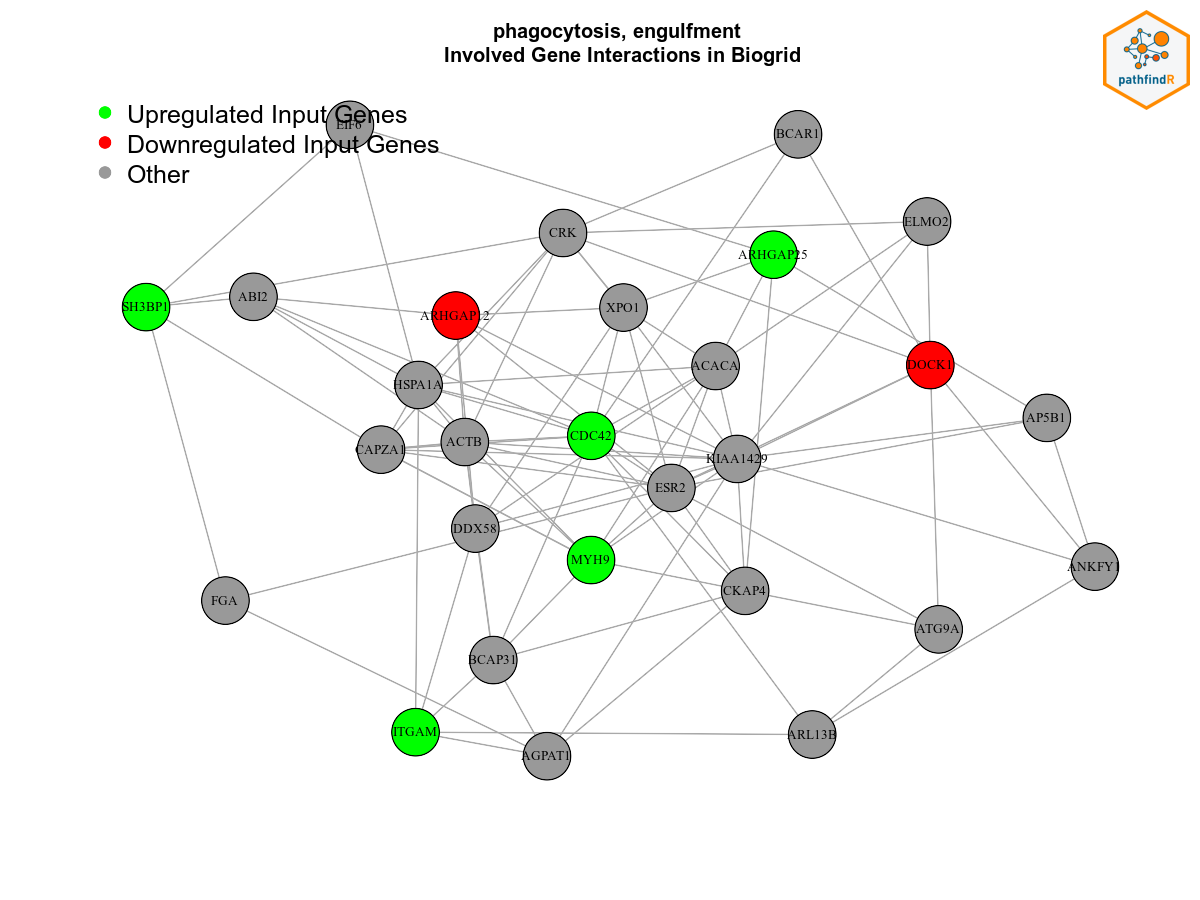 phagocytosis, engulfment
Involved Gene Interactions in Biogrid
pathfindR
Upregulated Input Genes
Downregulated Input Genes
Other
EIF6
BCAR1
ELMO2
CRK
ARHGAP25
SH3BP1
ABI2
ARHGAP12
XPO1
ACACA
DOCK1
HSPA1A
AP5B1
CAPZA1
ACTB
CDC42
KIAA1429
ESR2
DDX58
MYH9
ANKFY1
CKAP4
FGA
ATG9A
BCAP31
ITGAM
ARL13B
AGPAT1